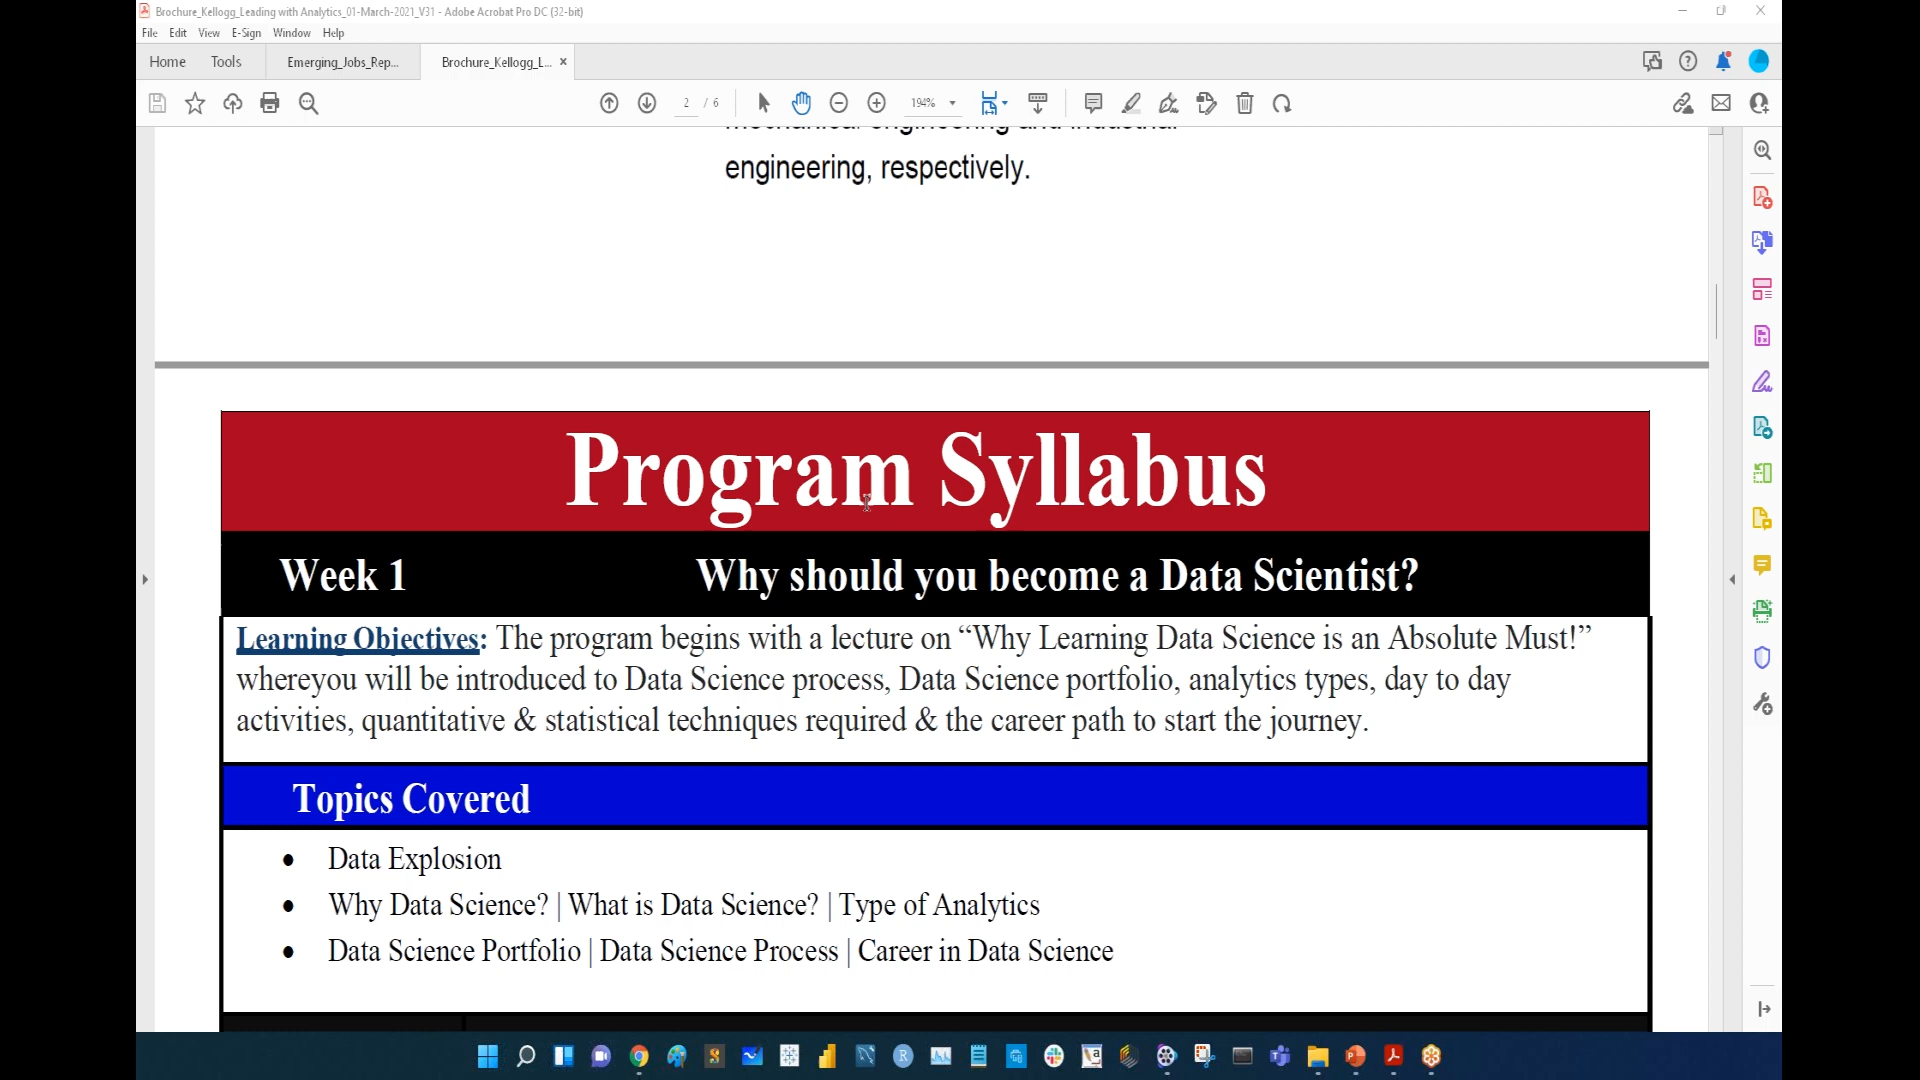 Brochure_Kellogg_Leading with Analytics_01-March-2021_V31 - Adobe Acrobat Pro DC (32-bit)
File Edit View E-Sign Window Help
Home Tools Emerging_Jobs_Rep... Brochure_Kellogg_L... ×
2 / 6 194%
mechanical engineering and industrial
engineering, respectively.
Program Syllabus
Week 1 Why should you become a Data Scientist?
Learning Objectives: The program begins with a lecture on “Why Learning Data Science is an Absolute Must!”
whereyou will be introduced to Data Science process, Data Science portfolio, analytics types, day to day
activities, quantitative & statistical techniques required & the career path to start the journey.
Topics Covered
• Data Explosion
• Why Data Science? | What is Data Science? | Type of Analytics
• Data Science Portfolio | Data Science Process | Career in Data Science